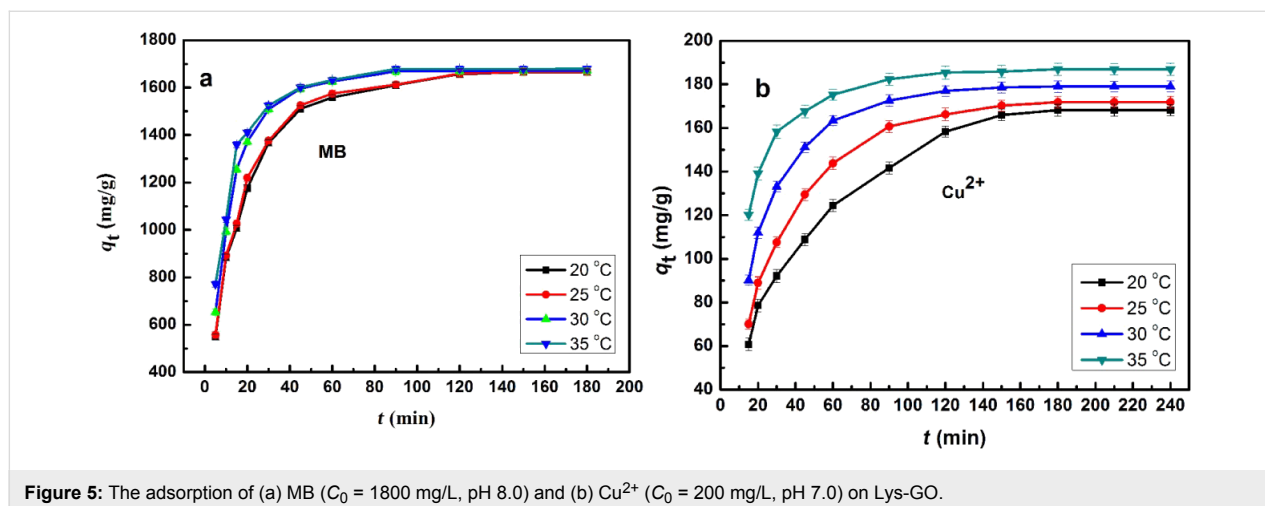 a
1800
1600
1400
1200
1000
800
600
400
qt (mg/g)
MB
20 °C
25 °C
30 °C
35 °C
0 20 40 60 80 100 120 140 160 180 200
t (min)
b
200
180
160
140
120
100
80
60
40
qt (mg/g)
Cu2+
20 °C
25 °C
30 °C
35 °C
0 20 40 60 80 100 120 140 160 180 210 220 240
t (min)
Figure 5: The adsorption of (a) MB (C0 = 1800 mg/L, pH 8.0) and (b) Cu2+ (C0 = 200 mg/L, pH 7.0) on Lys-GO.